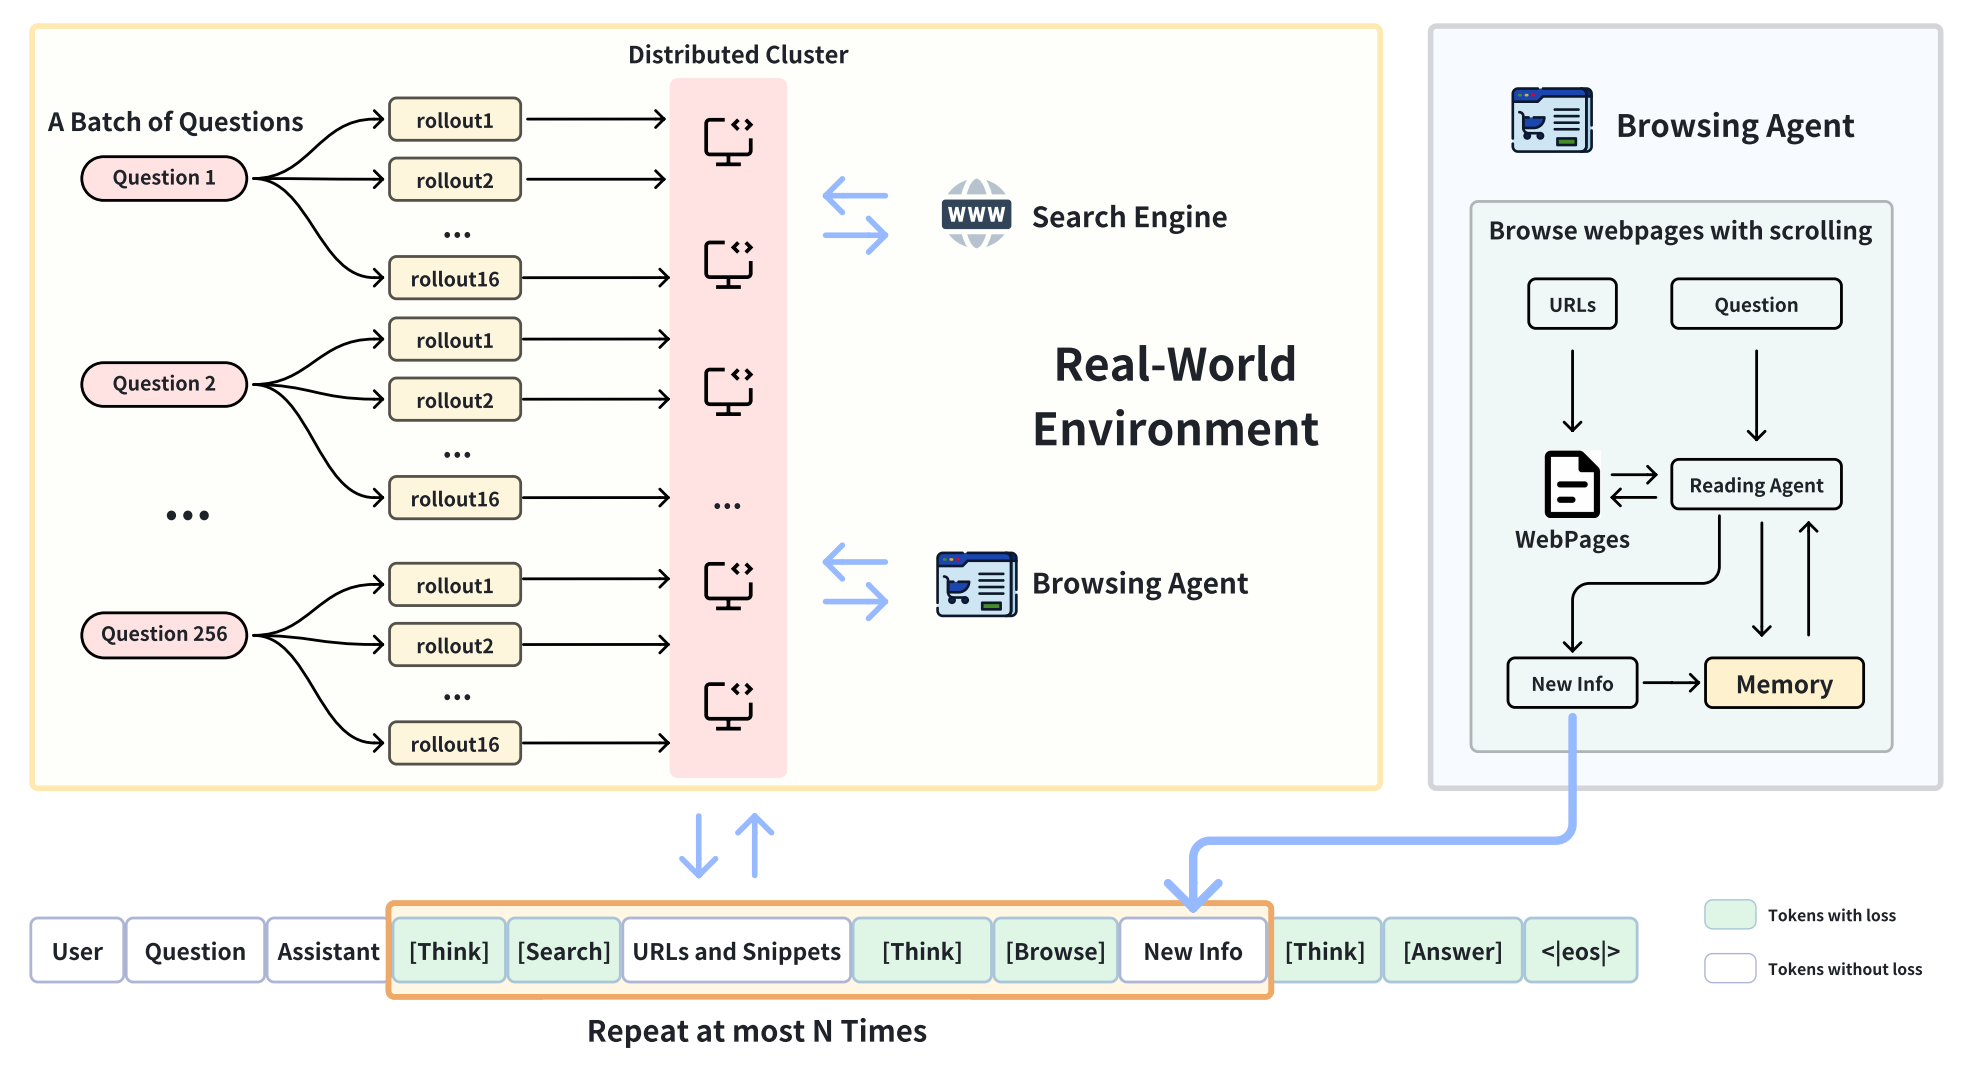 Distributed Cluster
A Batch of Questions
Question 1
rollout1
rollout2
...
rollout16
Question 2
rollout1
rollout2
...
rollout16
...
...
Question 256
rollout1
rollout2
...
rollout16
WWW
Search Engine
Real-World
Environment
Browsing Agent
Browsing Agent
Browse webpages with scrolling
URLs
Question
WebPages
Reading Agent
New Info
Memory
User
Question
Assistant
[Think]
[Search]
URLs and Snippets
[Think]
[Browse]
New Info
[Think]
[Answer]
<|eos|>
Repeat at most N Times
Tokens with loss
Tokens without loss